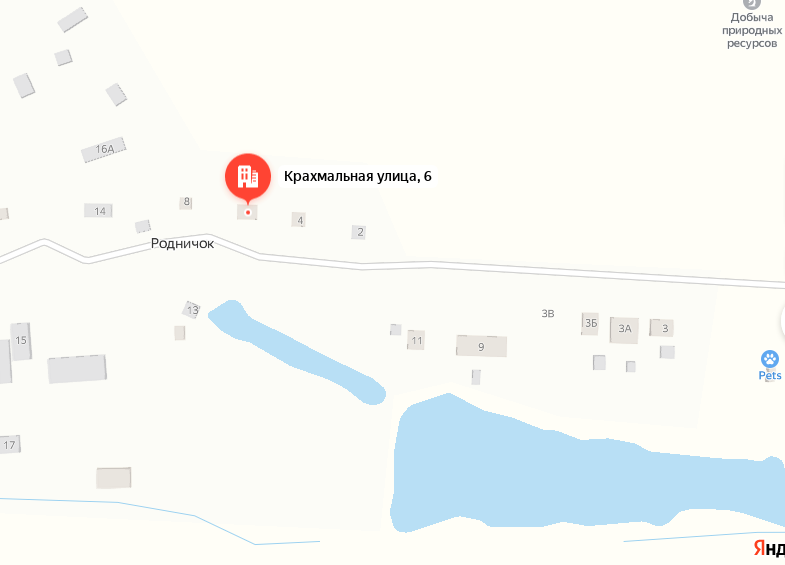 Добыча
природных
ресурсов
16А
Крахмальная улица, 6
8
14
4
2
Родничок
13
3В
3Б
3А
3
15
11
9
Pets
17
Янд